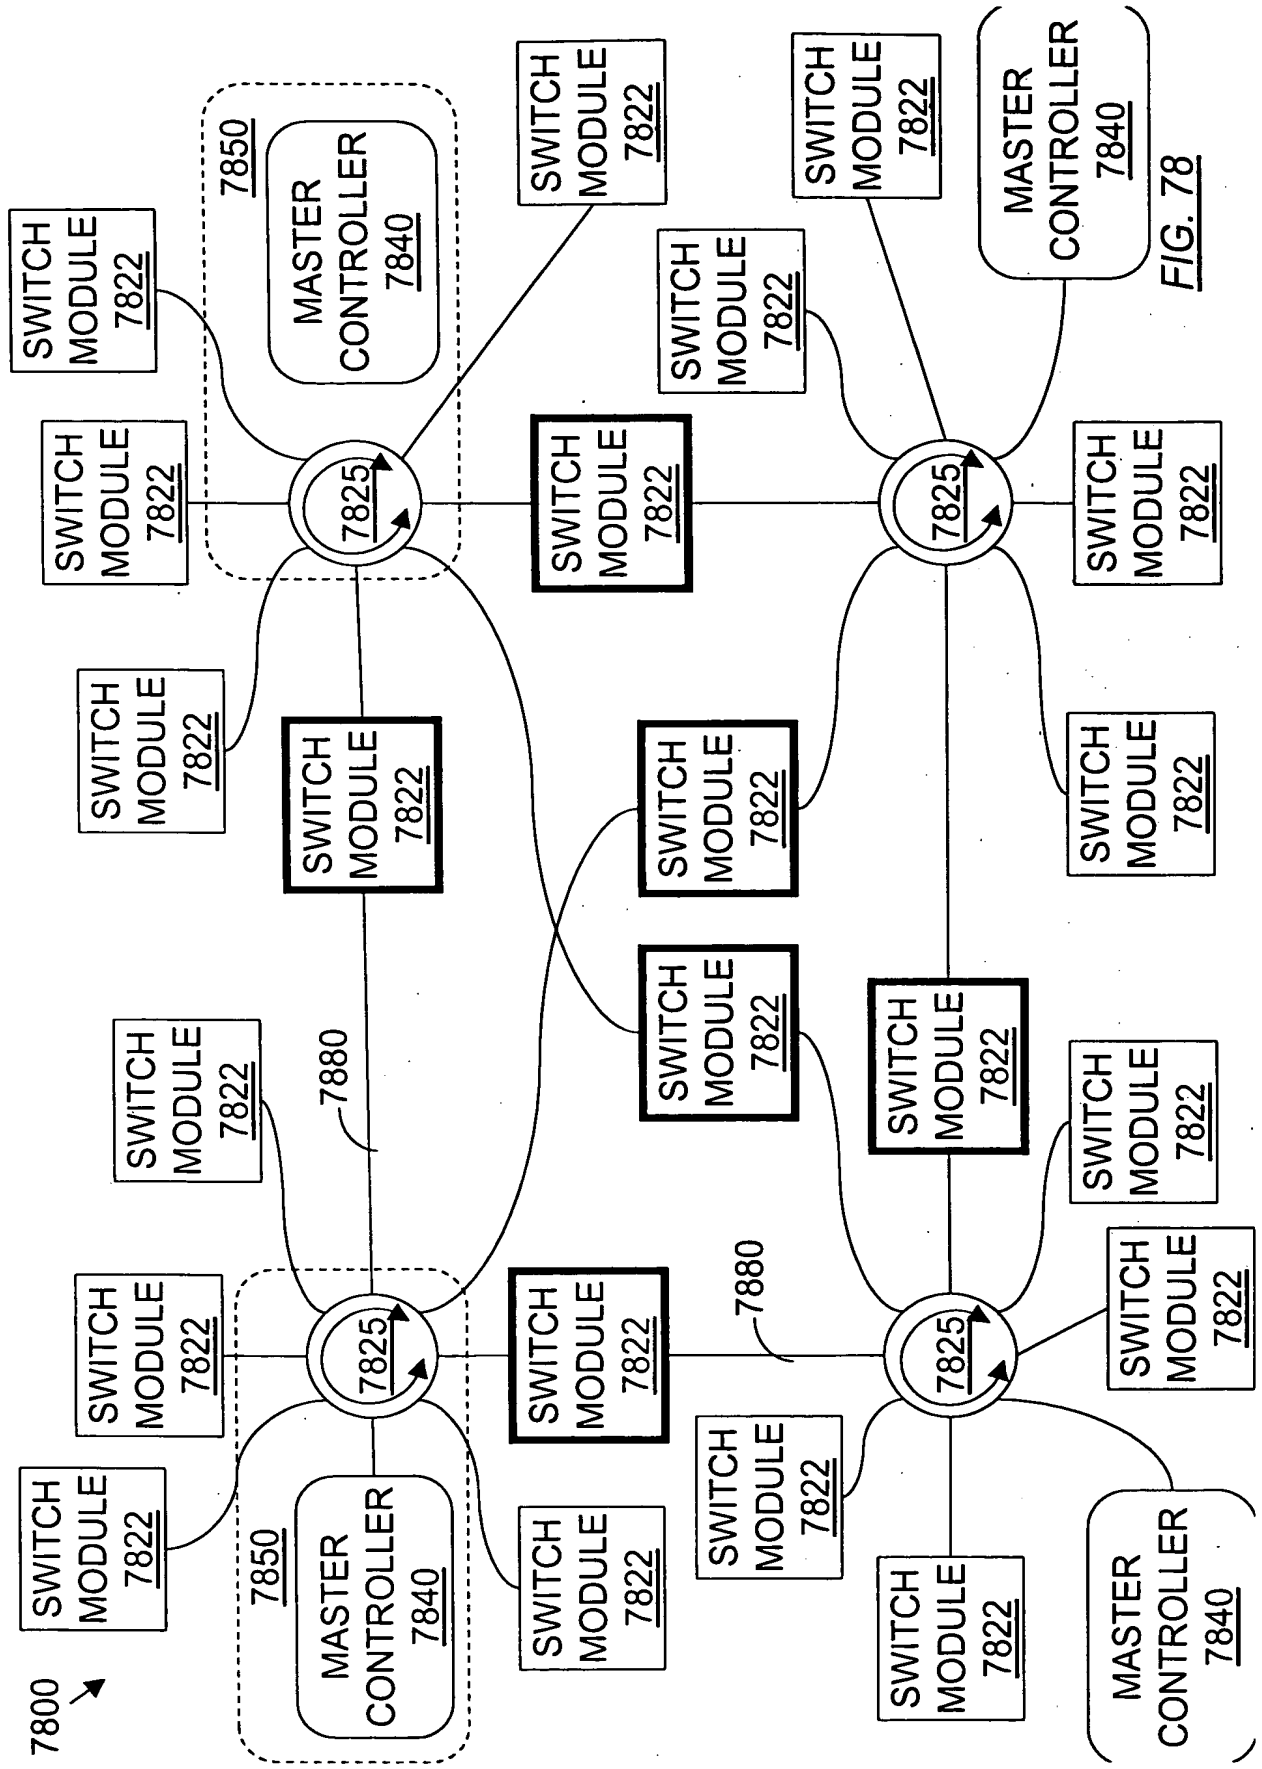 7800
SWITCH
MODULE
7822
SWITCH
MODULE
7822
SWITCH
MODULE
7822
SWITCH
MODULE
7822
SWITCH
MODULE
7822
SWITCH
MODULE
7822
7850
MASTER
CONTROLLER
7840
7825
7880
SWITCH
MODULE
7822
7825
7850
MASTER
CONTROLLER
7840
SWITCH
MODULE
7822
SWITCH
MODULE
7822
SWITCH
MODULE
7822
SWITCH
MODULE
7822
SWITCH
MODULE
7822
SWITCH
MODULE
7822
SWITCH
MODULE
7822
7880
SWITCH
MODULE
7822
SWITCH
MODULE
7822
SWITCH
MODULE
7822
7825
SWITCH
MODULE
7822
7825
MASTER
CONTROLLER
7840
SWITCH
MODULE
7822
SWITCH
MODULE
7822
SWITCH
MODULE
7822
MASTER
CONTROLLER
7840
SWITCH
MODULE
7822
FIG. 78